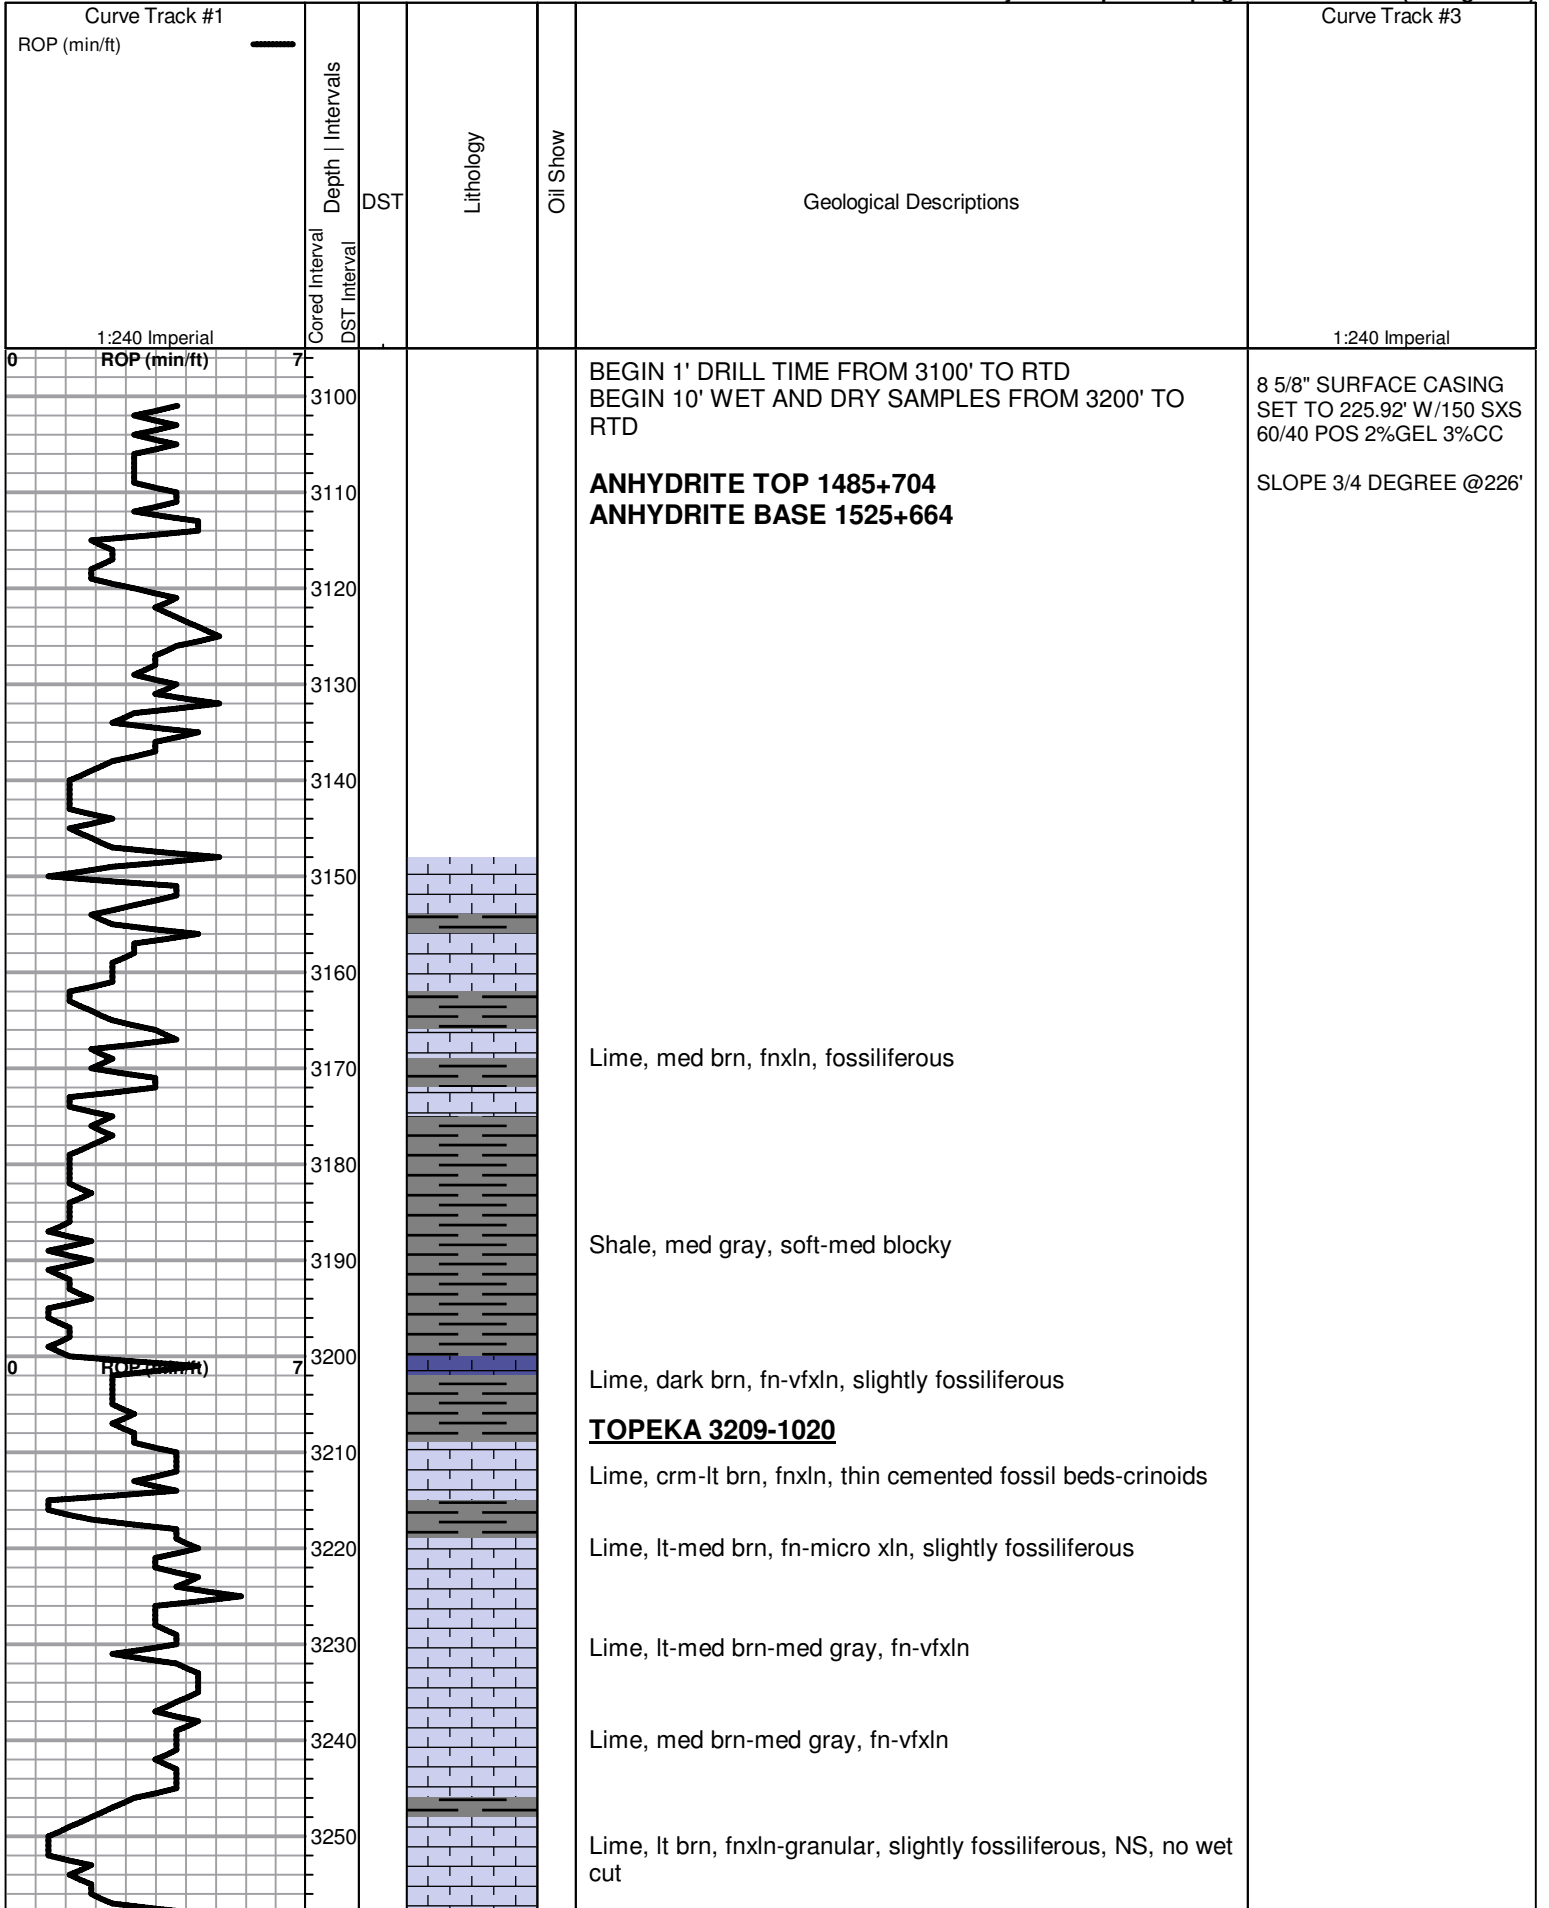 Curve Track #1
ROP (min/ft)
1:240 Imperial
Depth | Intervals
Cored Interval
DST Interval
DST
Lithology
Oil Show
Geological Descriptions
Curve Track #3
1:240 Imperial
0 ROP (min/ft) 7
BEGIN 1' DRILL TIME FROM 3100' TO RTD
BEGIN 10' WET AND DRY SAMPLES FROM 3200' TO
RTD
8 5/8" SURFACE CASING
SET TO 225.92' W/150 SXS
60/40 POS 2%GEL 3%CC
SLOPE 3/4 DEGREE @226'
3100
ANHYDRITE TOP 1485+704
ANHYDRITE BASE 1525+664
3110
3120
3130
3140
3150
3160
Lime, med brn, fnxln, fossiliferous
3170
3180
Shale, med gray, soft-med blocky
3190
3200
0 ROP (min/ft) 7
Lime, dark brn, fn-vfxln, slightly fossiliferous
TOPEKA 3209-1020
3210
Lime, crm-lt brn, fnxln, thin cemented fossil beds-crinoids
3220
Lime, lt-med brn, fn-micro xln, slightly fossiliferous
3230
Lime, lt-med brn-med gray, fn-vfxln
3240
Lime, med brn-med gray, fn-vfxln
3250
Lime, lt brn, fnxln-granular, slightly fossiliferous, NS, no wet
cut